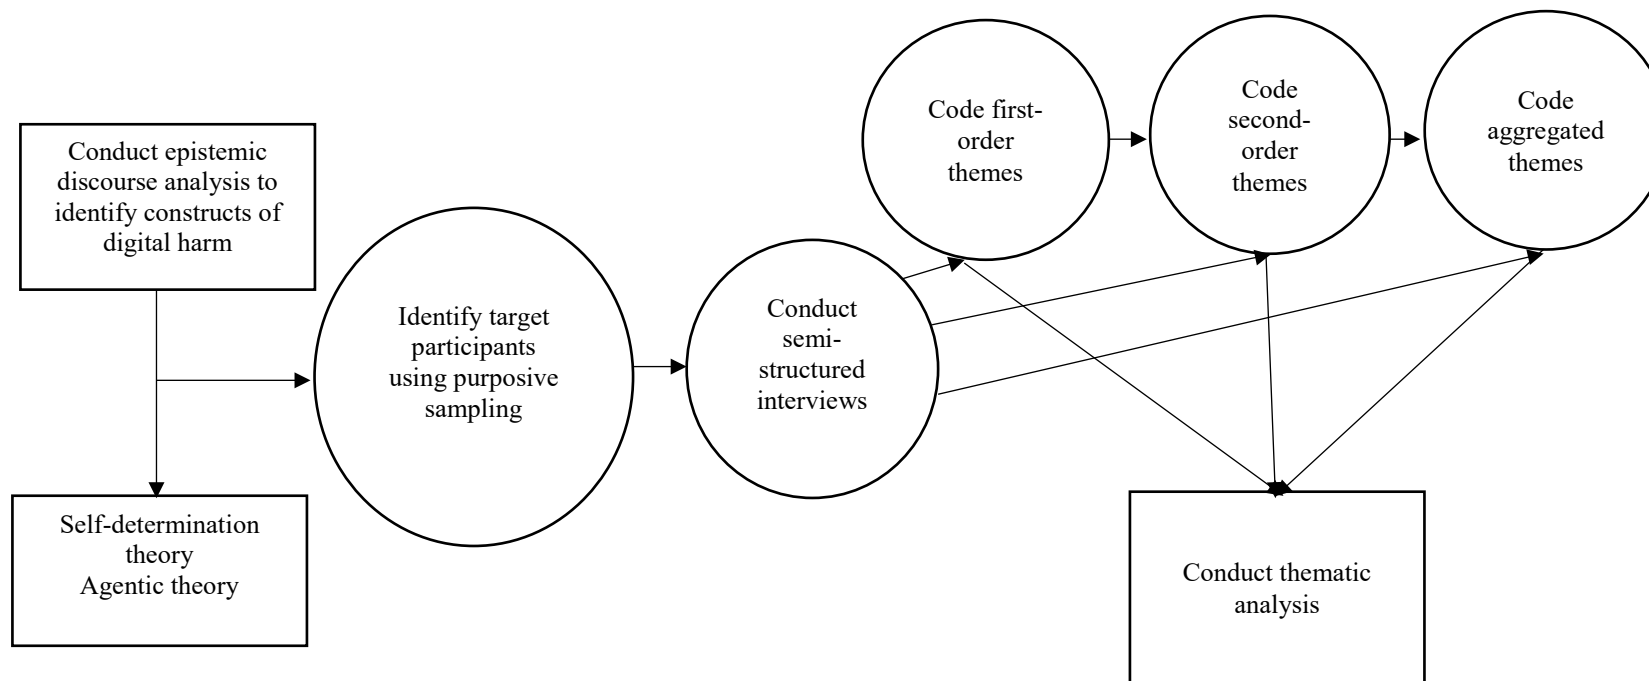 Conduct epistemic
discourse analysis to
identify constructs of
digital harm
Self-determination
theory
Agentic theory
Identify target
participants
using purposive
sampling
Conduct
semi-
structured
interviews
Code first-
order
themes
Code
second-
order
themes
Code
aggregated
themes
Conduct thematic
analysis